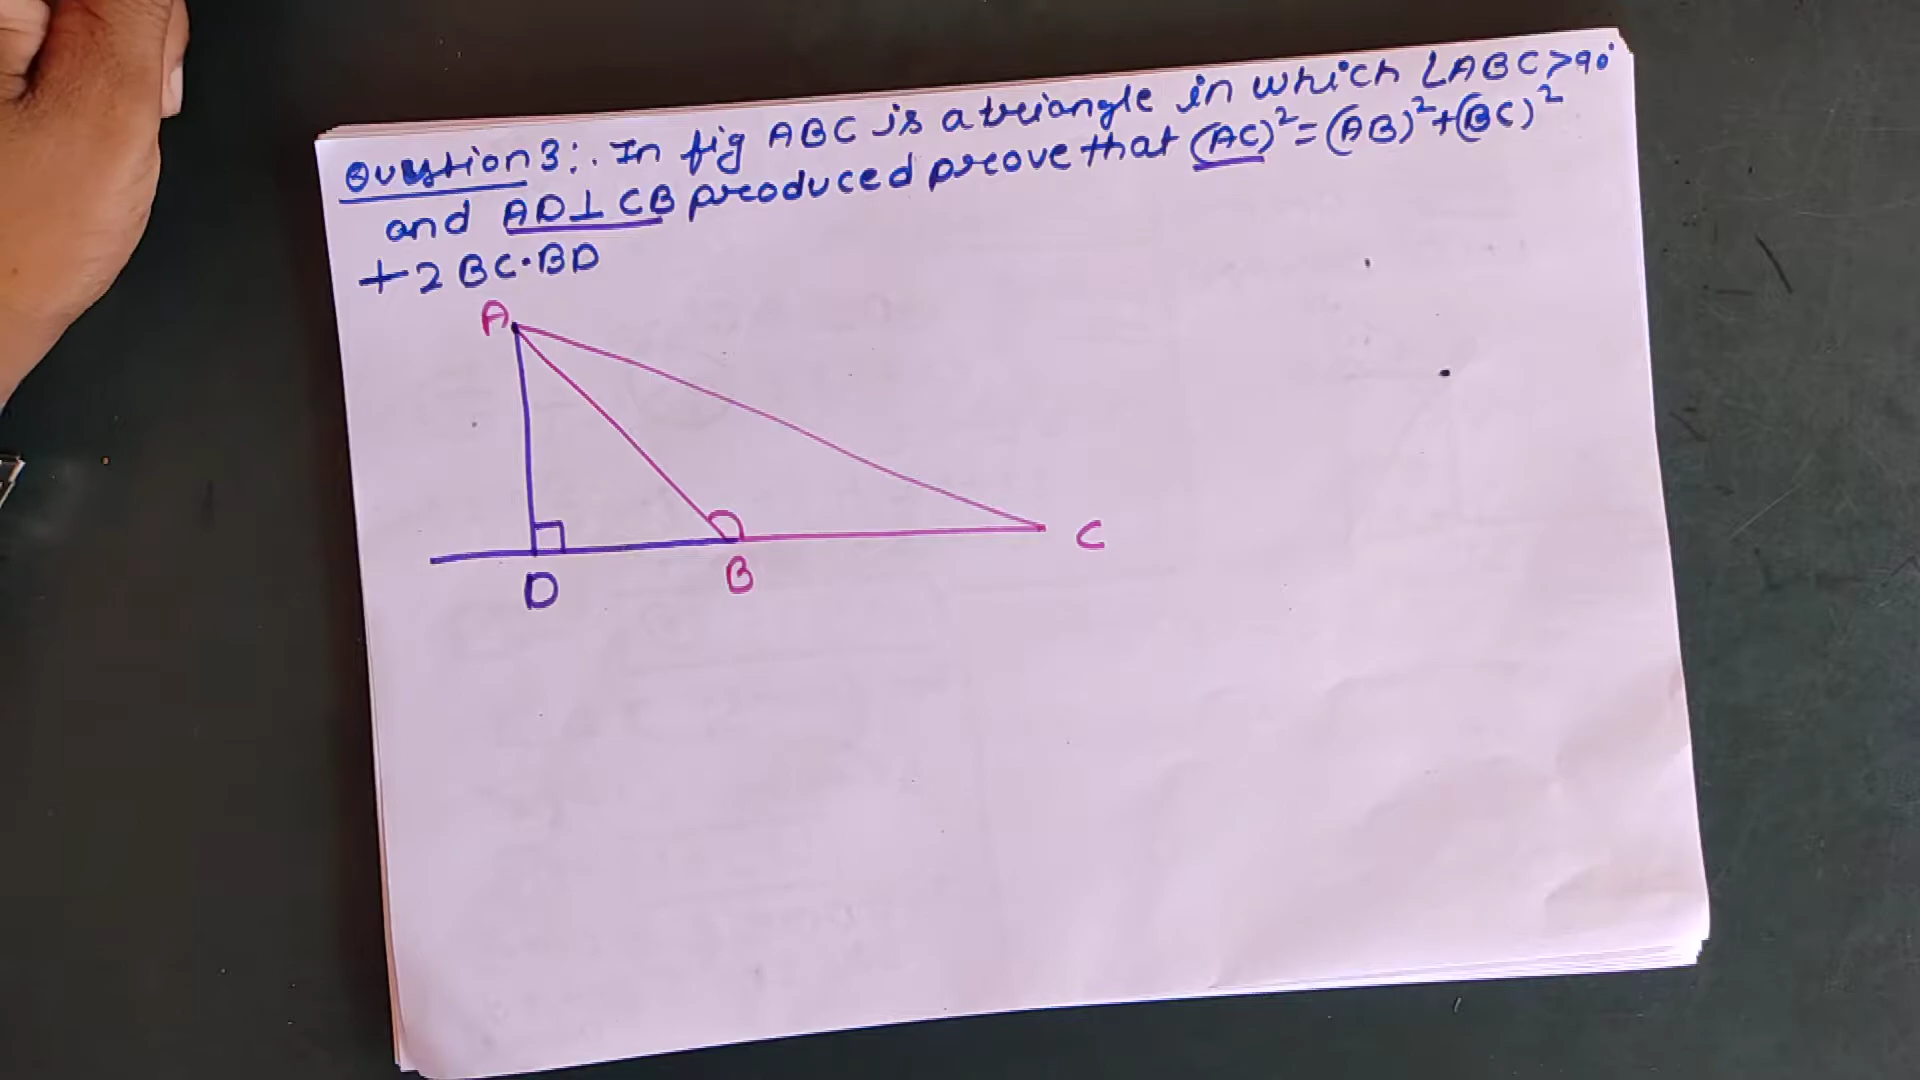 Question 3:. In fig ABC is a triangle in which ∠ABC>90°
and AD⊥CB produced prove that (AC)²=(AB)²+(BC)²
+2BC·BD
A
C
B
D